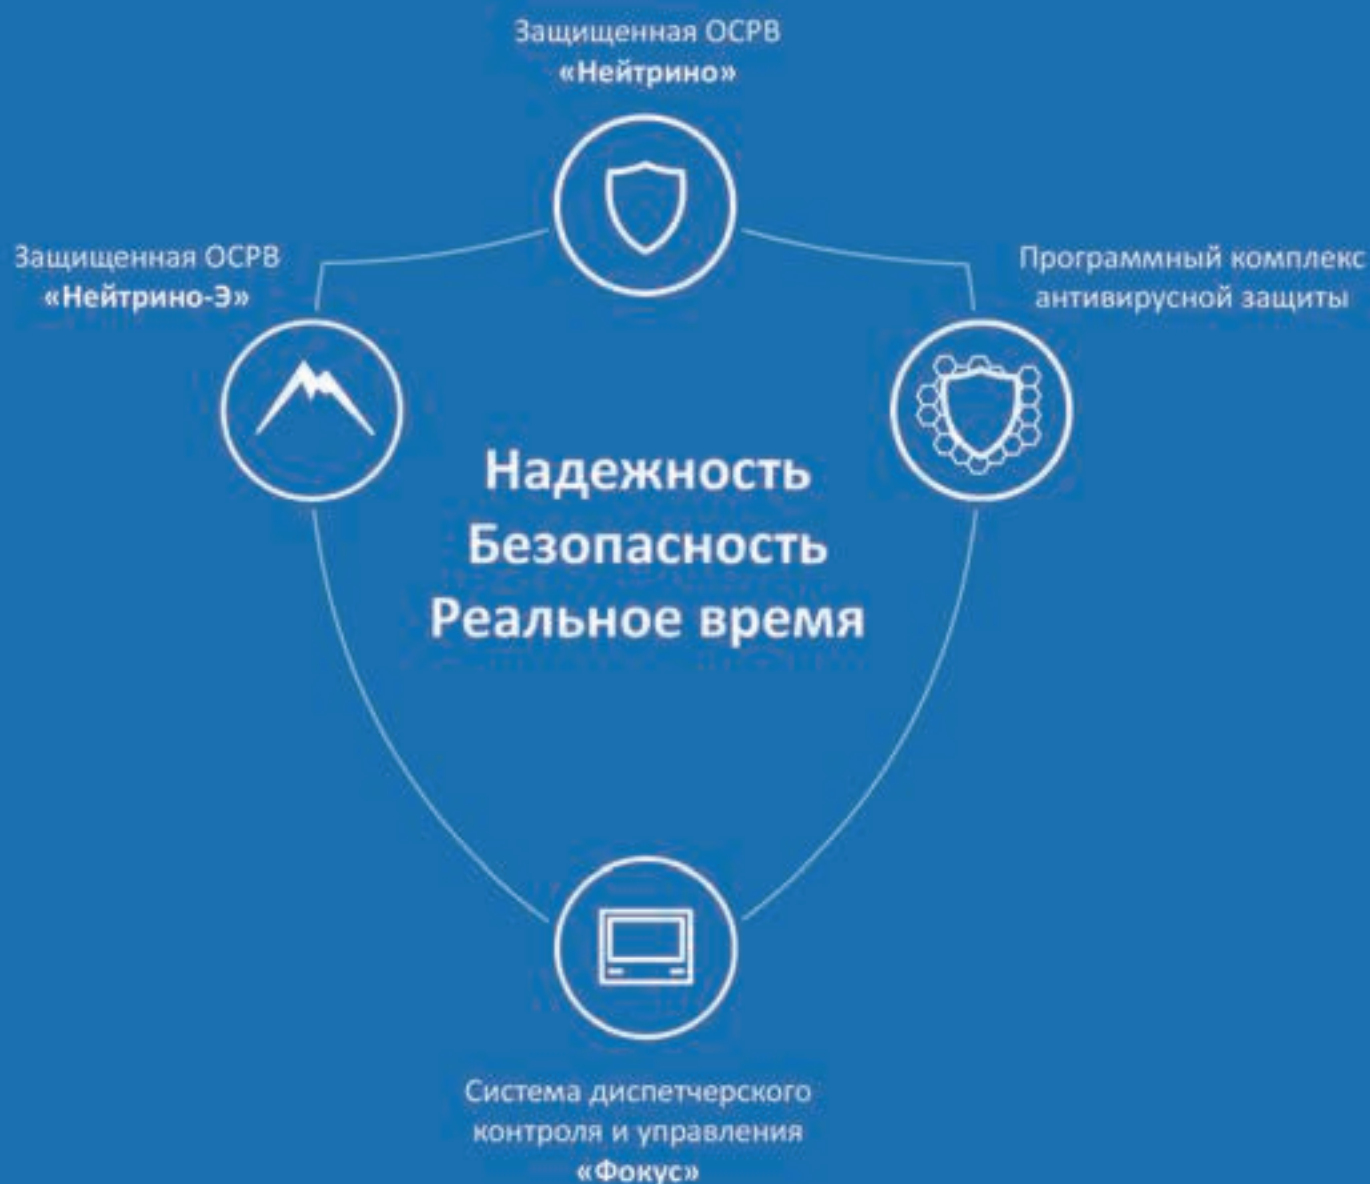 Защищенная ОСРВ
«Нейтрино»
Защищенная ОСРВ
«Нейтрино-Э»
Программный комплекс
антивирусной защиты
Надежность
Безопасность
Реальное время
Система диспетчерского
контроля и управления
«Фокус»